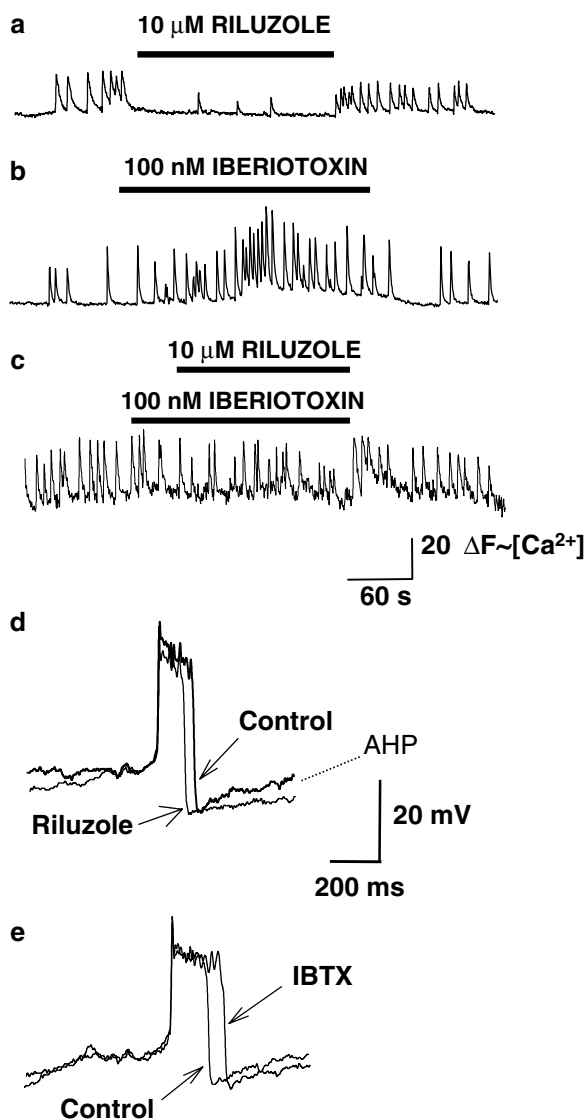 a
10 μM RILUZOLE
b
100 nM IBERIOTOXIN
10 μM RILUZOLE
c
100 nM IBERIOTOXIN
20 ΔF~[Ca²⁺]
60 s
d
Control
AHP
Riluzole
20 mV
200 ms
e
IBTX
Control